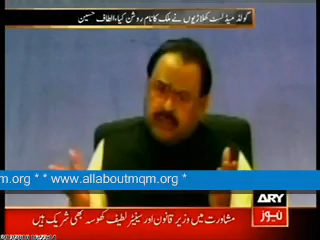 گولڈ میڈلسٹ کھلاڑیوں نے ملک کا نام روشن کیا، الطاف حسین
m.org * * www.allaboutmqm.org *
ARY
نیوز
مشاورت میں وزیر قانون اور سینیٹر لطیف کھوسہ بھی شریک ہیں